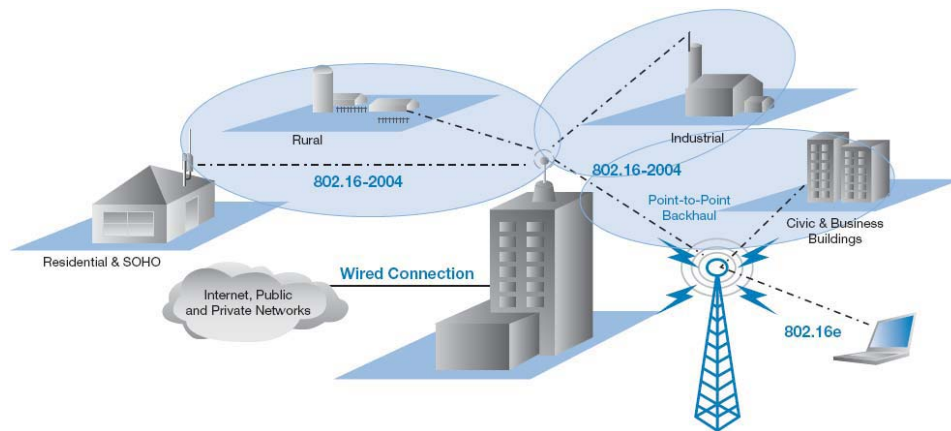 Rural
Industrial
802.16-2004
802.16-2004
Point-to-Point
Backhaul
Civic & Business
Buildings
Residential & SOHO
Wired Connection
Internet, Public
and Private Networks
802.16e